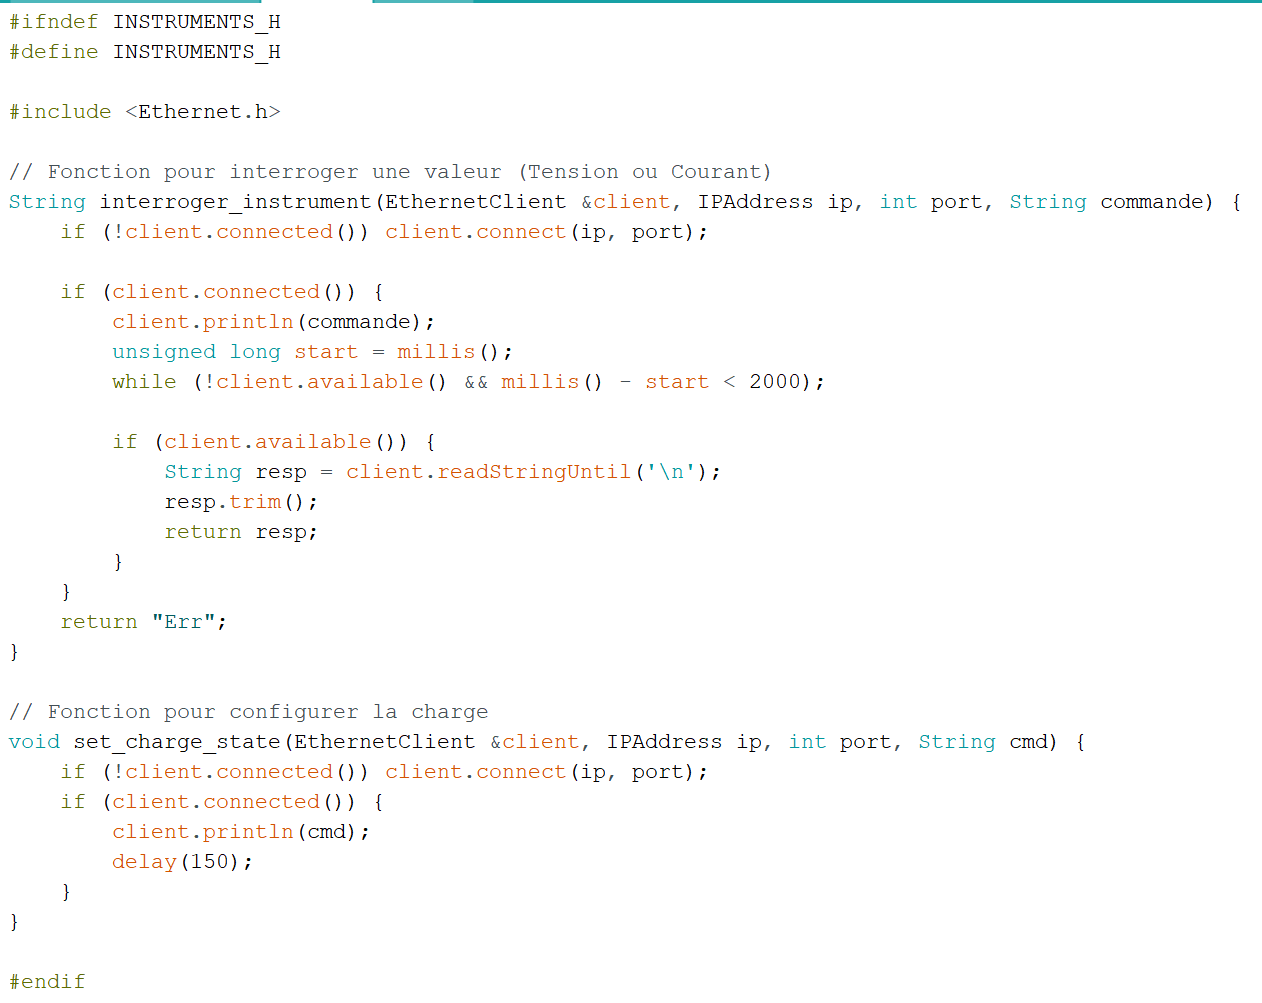 #ifndef INSTRUMENTS_H
#define INSTRUMENTS_H

#include <Ethernet.h>

// Fonction pour interroger une valeur (Tension ou Courant)
String interroger_instrument(EthernetClient &client, IPAddress ip, int port, String commande) {
    if (!client.connected()) client.connect(ip, port);

    if (client.connected()) {
        client.println(commande);
        unsigned long start = millis();
        while (!client.available() && millis() - start < 2000);

        if (client.available()) {
            String resp = client.readStringUntil('\n');
            resp.trim();
            return resp;
        }
    }
    return "Err";
}

// Fonction pour configurer la charge
void set_charge_state(EthernetClient &client, IPAddress ip, int port, String cmd) {
    if (!client.connected()) client.connect(ip, port);
    if (client.connected()) {
        client.println(cmd);
        delay(150);
    }
}

#endif